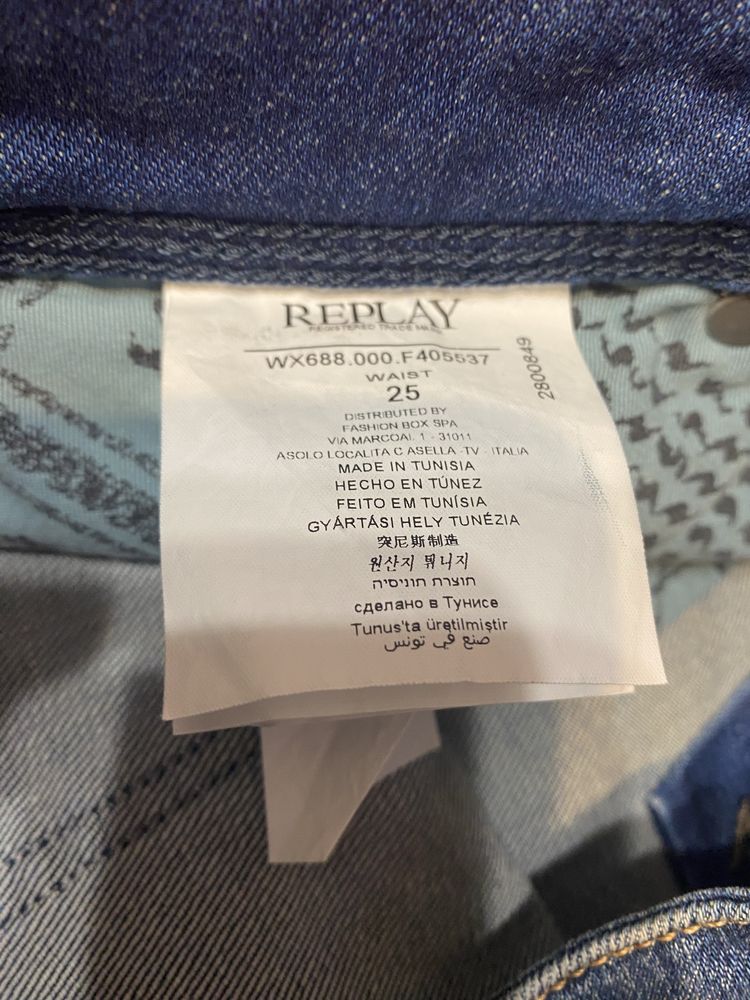 REPLAY
REGISTERED TRADE MARK
WX688.000.F405537
2800849
WAIST
25
DISTRIBUTED BY
FASHION BOX SPA
VIA MARCOAI, 1 - 31011
ASOLO LOCALITA C ASELLA -TV - ITALIA
MADE IN TUNISIA
HECHO EN TÚNEZ
FEITO EM TUNÍSIA
GYÁRTÁSI HELY TUNÉZIA
突尼斯制造
원산지 튀니지
תוצרת תוניסיה
сделано в Тунисе
Tunus'ta üretilmiştir
صنع في تونس